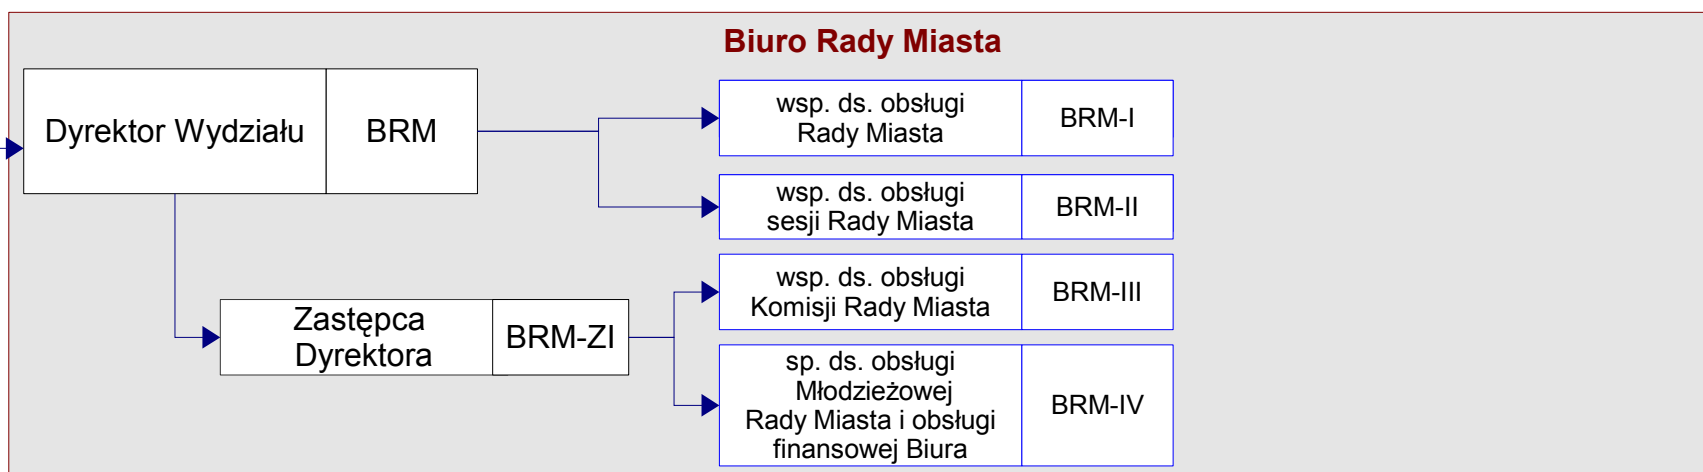 Biuro Rady Miasta
Dyrektor Wydziału
BRM
wsp. ds. obsługi
Rady Miasta
BRM-I
wsp. ds. obsługi
sesji Rady Miasta
BRM-II
Zastępca
Dyrektora
BRM-ZI
wsp. ds. obsługi
Komisji Rady Miasta
BRM-III
sp. ds. obsługi
Młodzieżowej
Rady Miasta i obsługi
finansowej Biura
BRM-IV